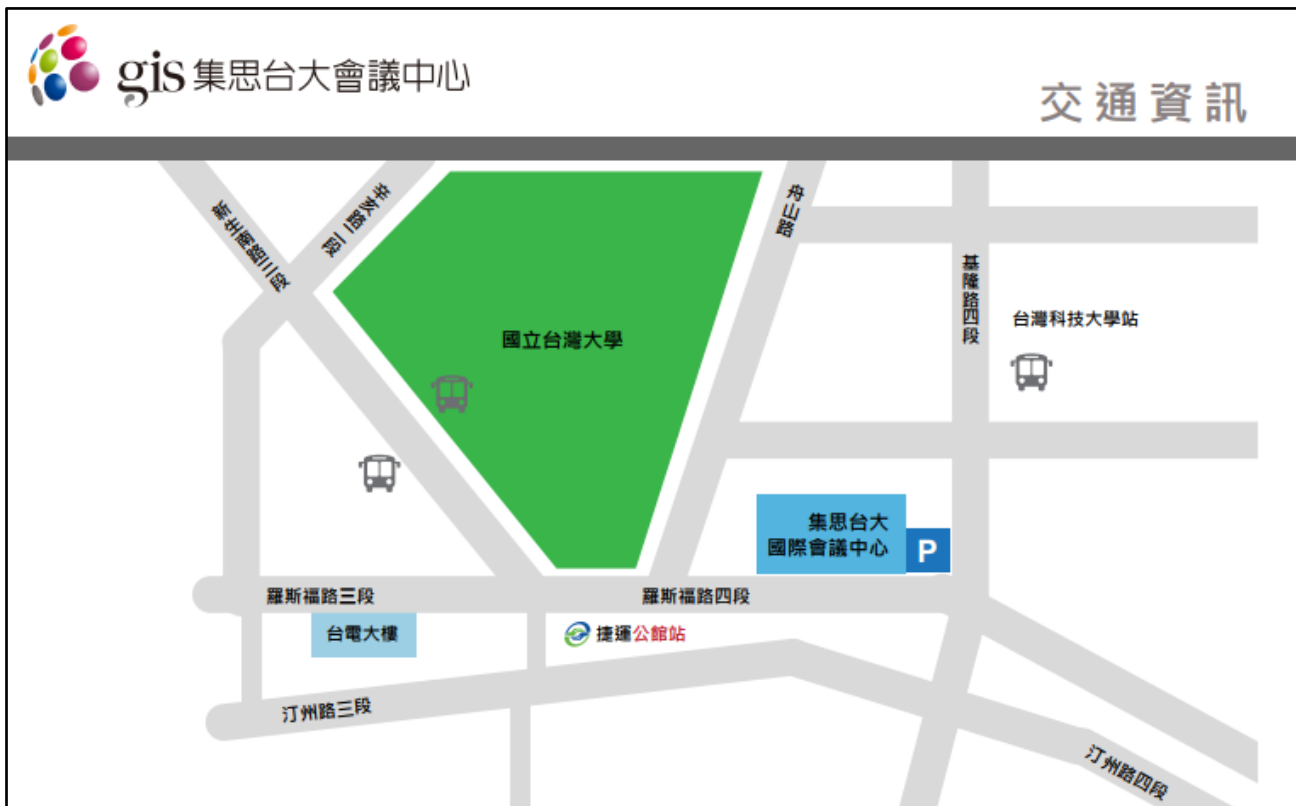 gis 集思台大會議中心
交通資訊
新生南路三段
辛亥路二段
舟山路
基隆路四段
國立台灣大學
台灣科技大學站
集思台大
國際會議中心
P
羅斯福路三段
羅斯福路四段
台電大樓
捷運公館站
汀州路三段
汀州路四段